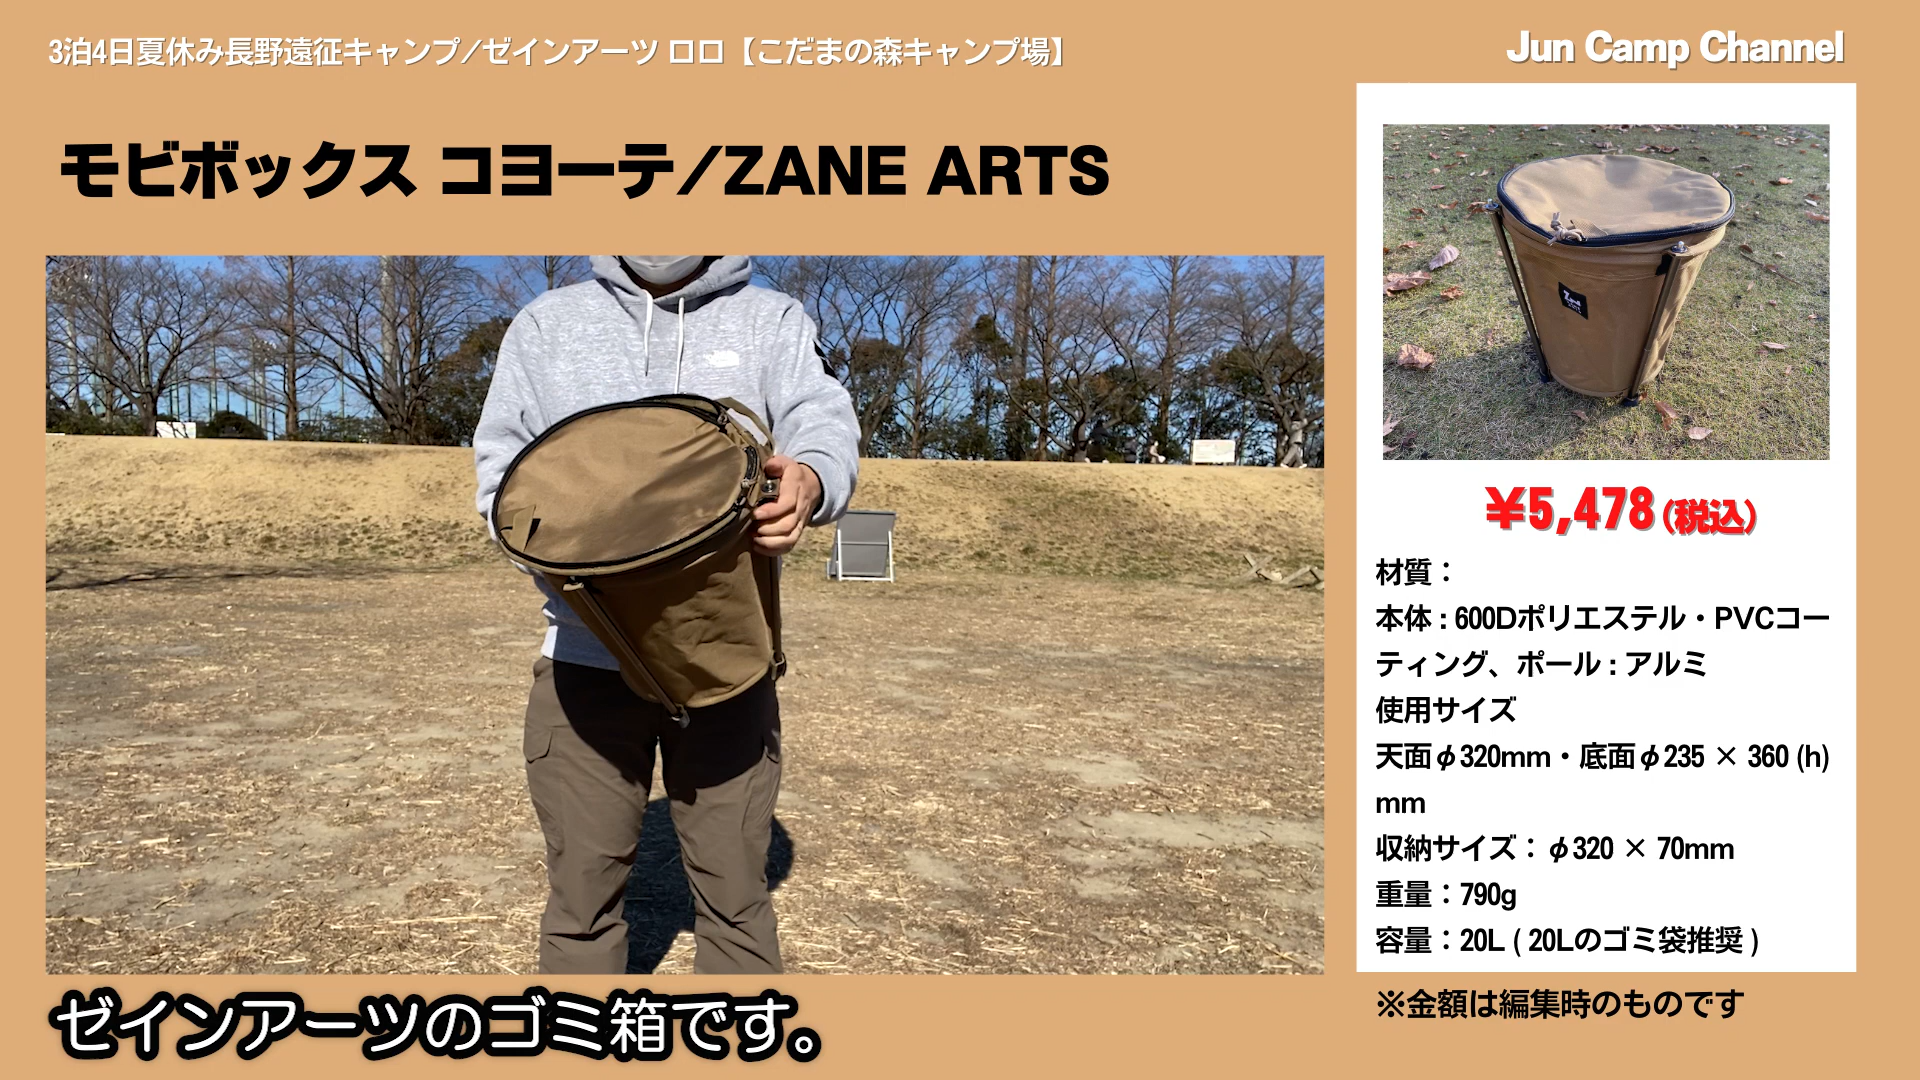 3泊4日夏休み長野遠征キャンプ/ゼインアーツ ロロ【こだまの森キャンプ場】
Jun Camp Channel
モビボックス コヨーテ/ZANE ARTS
¥5,478(税込)
材質：
本体 : 600Dポリエステル・PVCコー
ティング、ポール : アルミ
使用サイズ
天面φ320mm・底面φ235 × 360 (h)
mm
収納サイズ：φ320 × 70mm
重量：790g
容量：20L ( 20Lのゴミ袋推奨 )
※金額は編集時のものです
ゼインアーツのゴミ箱です。